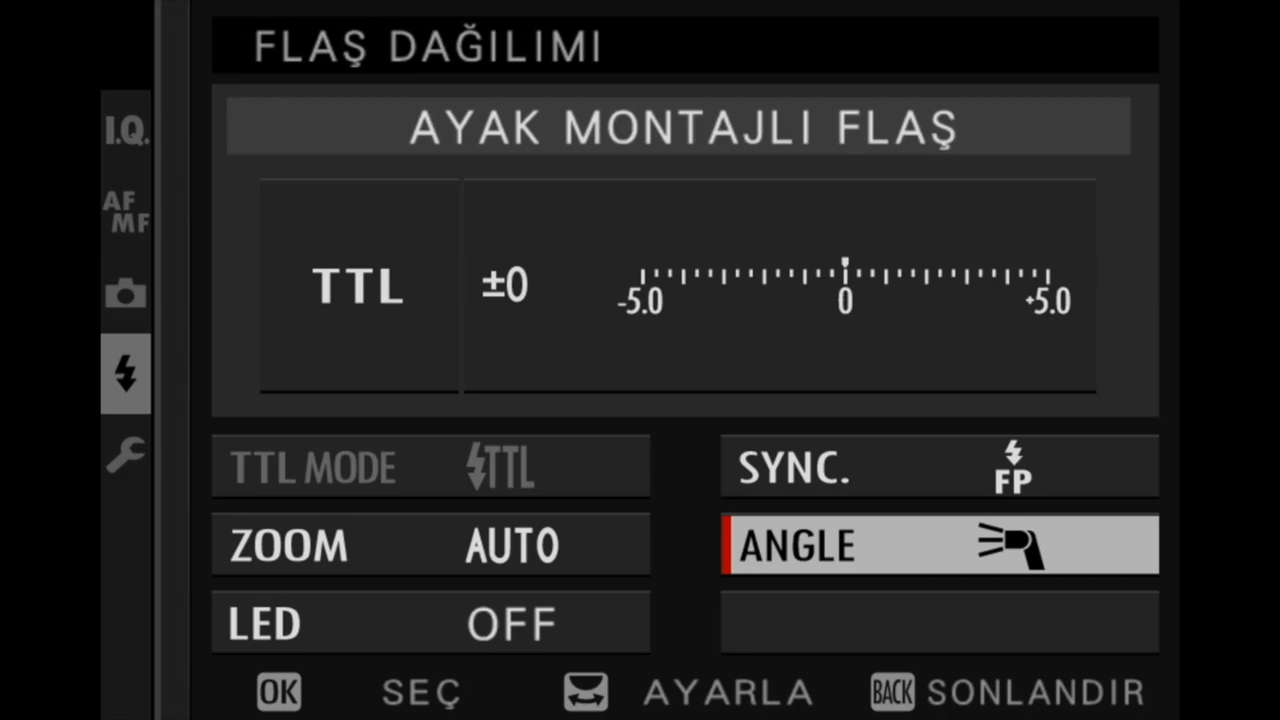 FLAŞ DAĞILIMI
I.Q.
AYAK MONTAJLI FLAŞ
AF
MF
TTL ±0
-5.0 0 +5.0
TTL MODE TTL SYNC. FP
ZOOM AUTO ANGLE
LED OFF
OK SEÇ AYARLA BACK SONLANDIR